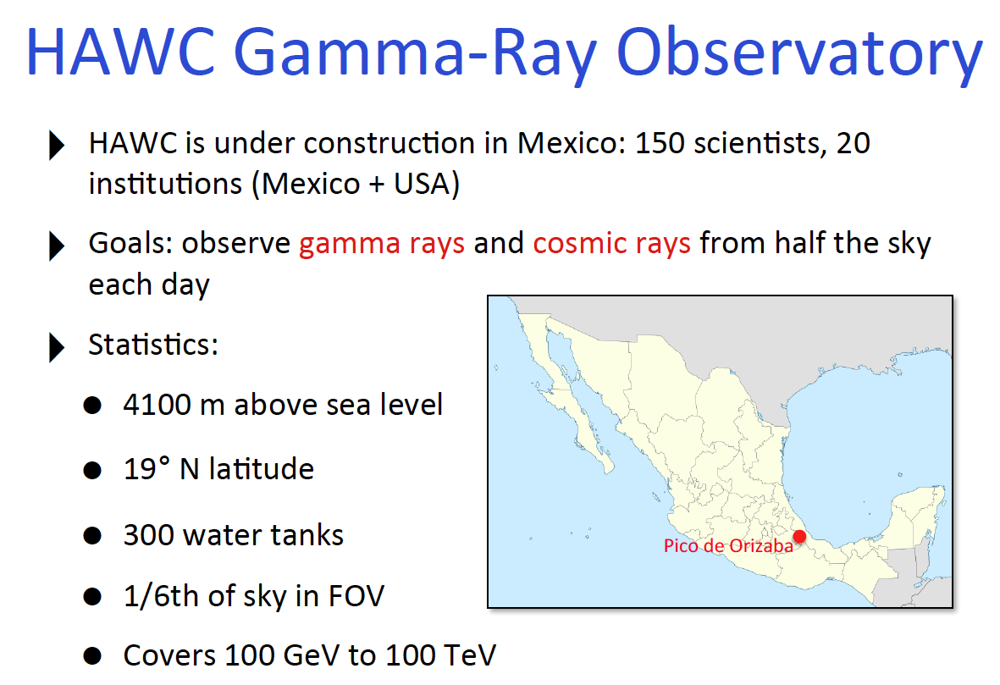 HAWC Gamma-Ray Observatory
HAWC is under construction in Mexico: 150 scientists, 20
institutions (Mexico + USA)
Goals: observe gamma rays and cosmic rays from half the sky
each day
Statistics:
4100 m above sea level
19° N latitude
300 water tanks
Pico de Orizaba
1/6th of sky in FOV
Covers 100 GeV to 100 TeV